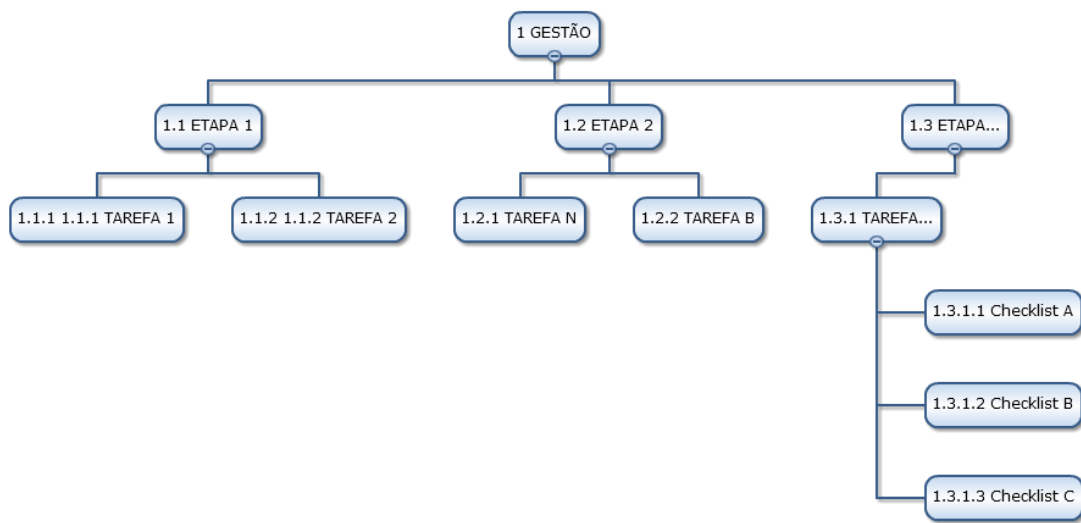 1 GESTÃO
1.1 ETAPA 1
1.2 ETAPA 2
1.3 ETAPA...
1.1.1 1.1.1 TAREFA 1
1.1.2 1.1.2 TAREFA 2
1.2.1 TAREFA N
1.2.2 TAREFA B
1.3.1 TAREFA...
1.3.1.1 Checklist A
1.3.1.2 Checklist B
1.3.1.3 Checklist C